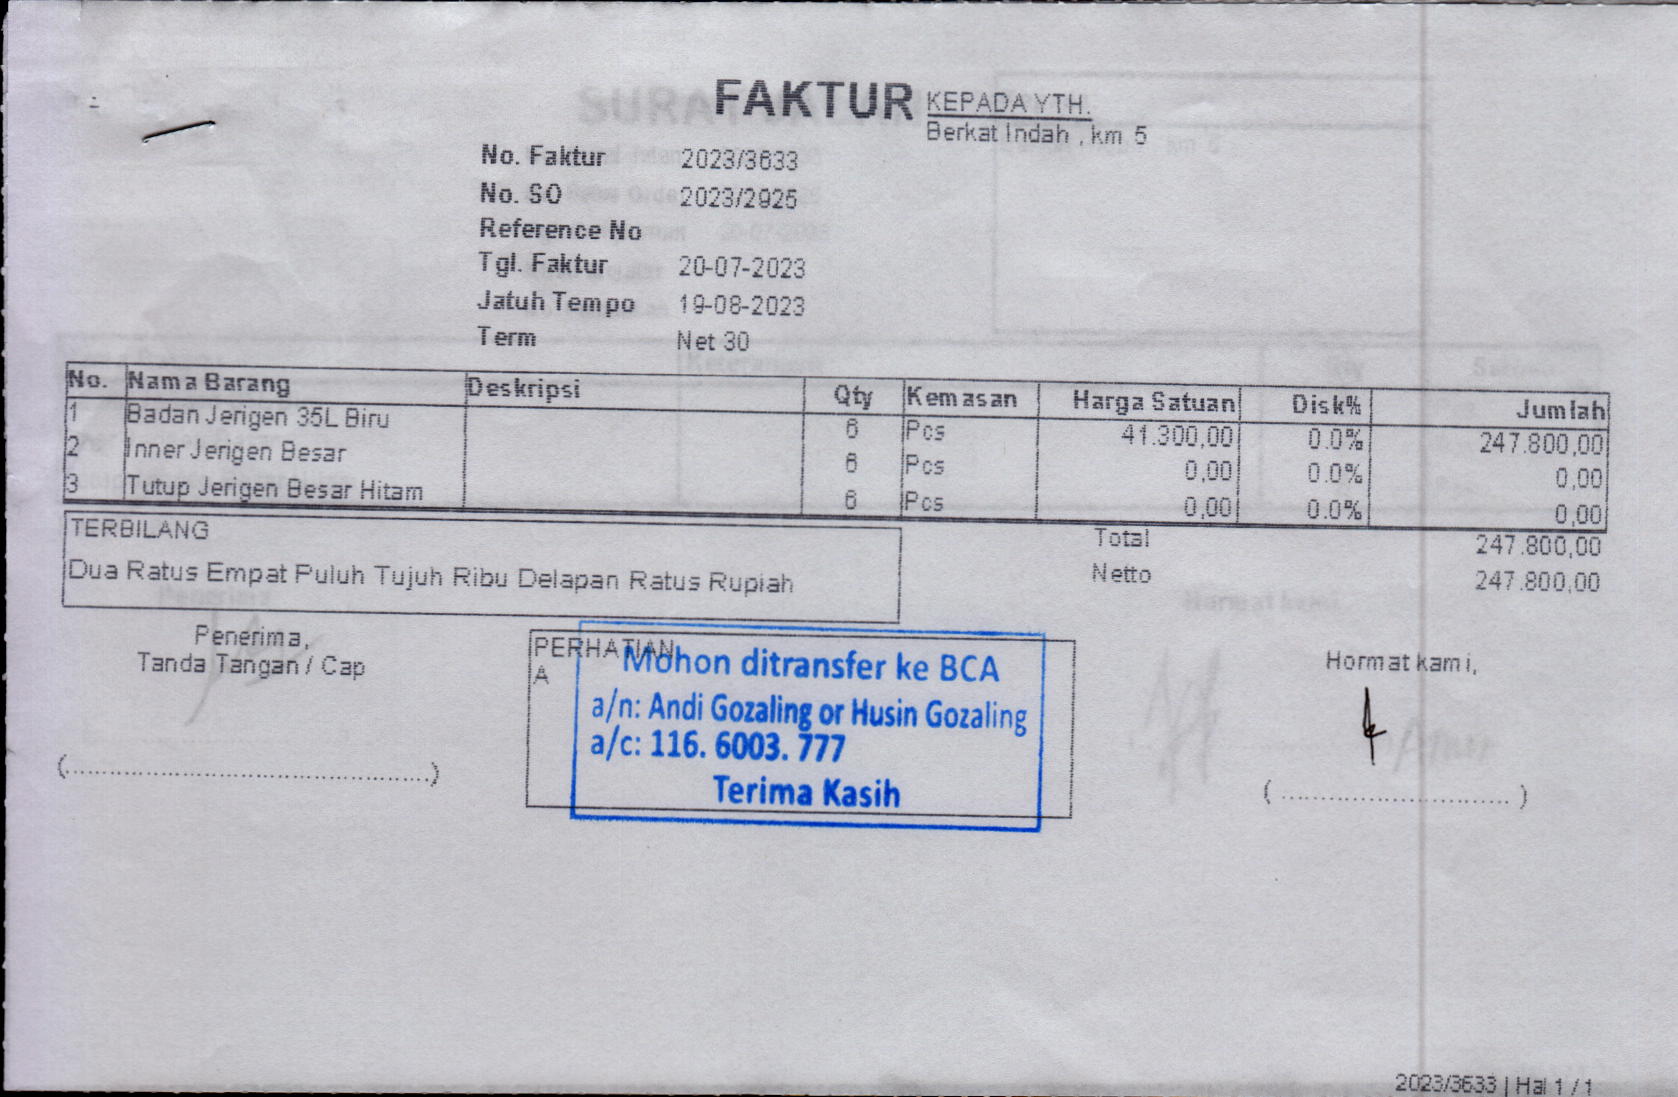 FAKTUR
KEPADA YTH.
Berkat Indah , km 5
No. Faktur 2023/3633
No. SO 2023/2925
Reference No
Tgl. Faktur 20-07-2023
Jatuh Tempo 19-08-2023
Term Net 30
No. Nama Barang Deskripsi Qty Kemasan Harga Satuan Disk% Jumlah
1 Badan Jerigen 35L Biru 6 Pcs 41.300,00 0.0% 247.800,00
2 Inner Jerigen Besar 6 Pcs 0,00 0.0% 0,00
3 Tutup Jerigen Besar Hitam 6 Pcs 0,00 0.0% 0,00
TERBILANG
Dua Ratus Empat Puluh Tujuh Ribu Delapan Ratus Rupiah
Total 247.800,00
Netto 247.800,00
Penerima,
Tanda Tangan / Cap
(...........................................)
PERHATIAN
A
Mohon ditransfer ke BCA
a/n: Andi Gozaling or Husin Gozaling
a/c: 116. 6003. 777
Terima Kasih
Hormat kami,
( ............................ )
2023/3633 | Hal 1 / 1